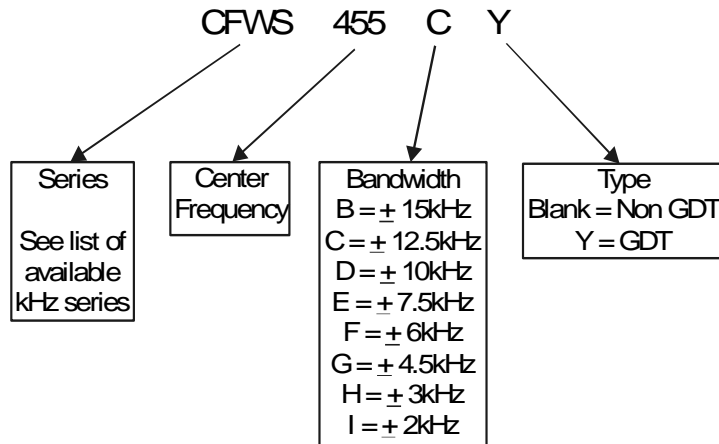 CFWS 455 C Y
Series
See list of
available
kHz series
Center
Frequency
Bandwidth
B = ± 15kHz
C = ± 12.5kHz
D = ± 10kHz
E = ± 7.5kHz
F = ± 6kHz
G = ± 4.5kHz
H = ± 3kHz
I = ± 2kHz
Type
Blank = Non GDT
Y = GDT